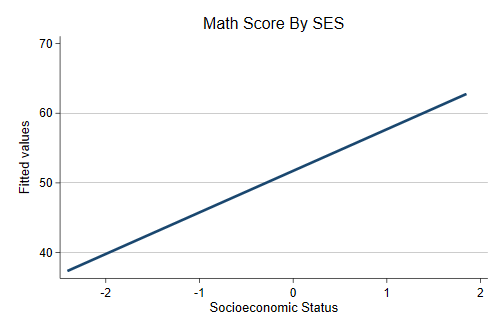 Math Score By SES
70
60
50
40
Fitted values
-2 -1 0 1 2
Socioeconomic Status